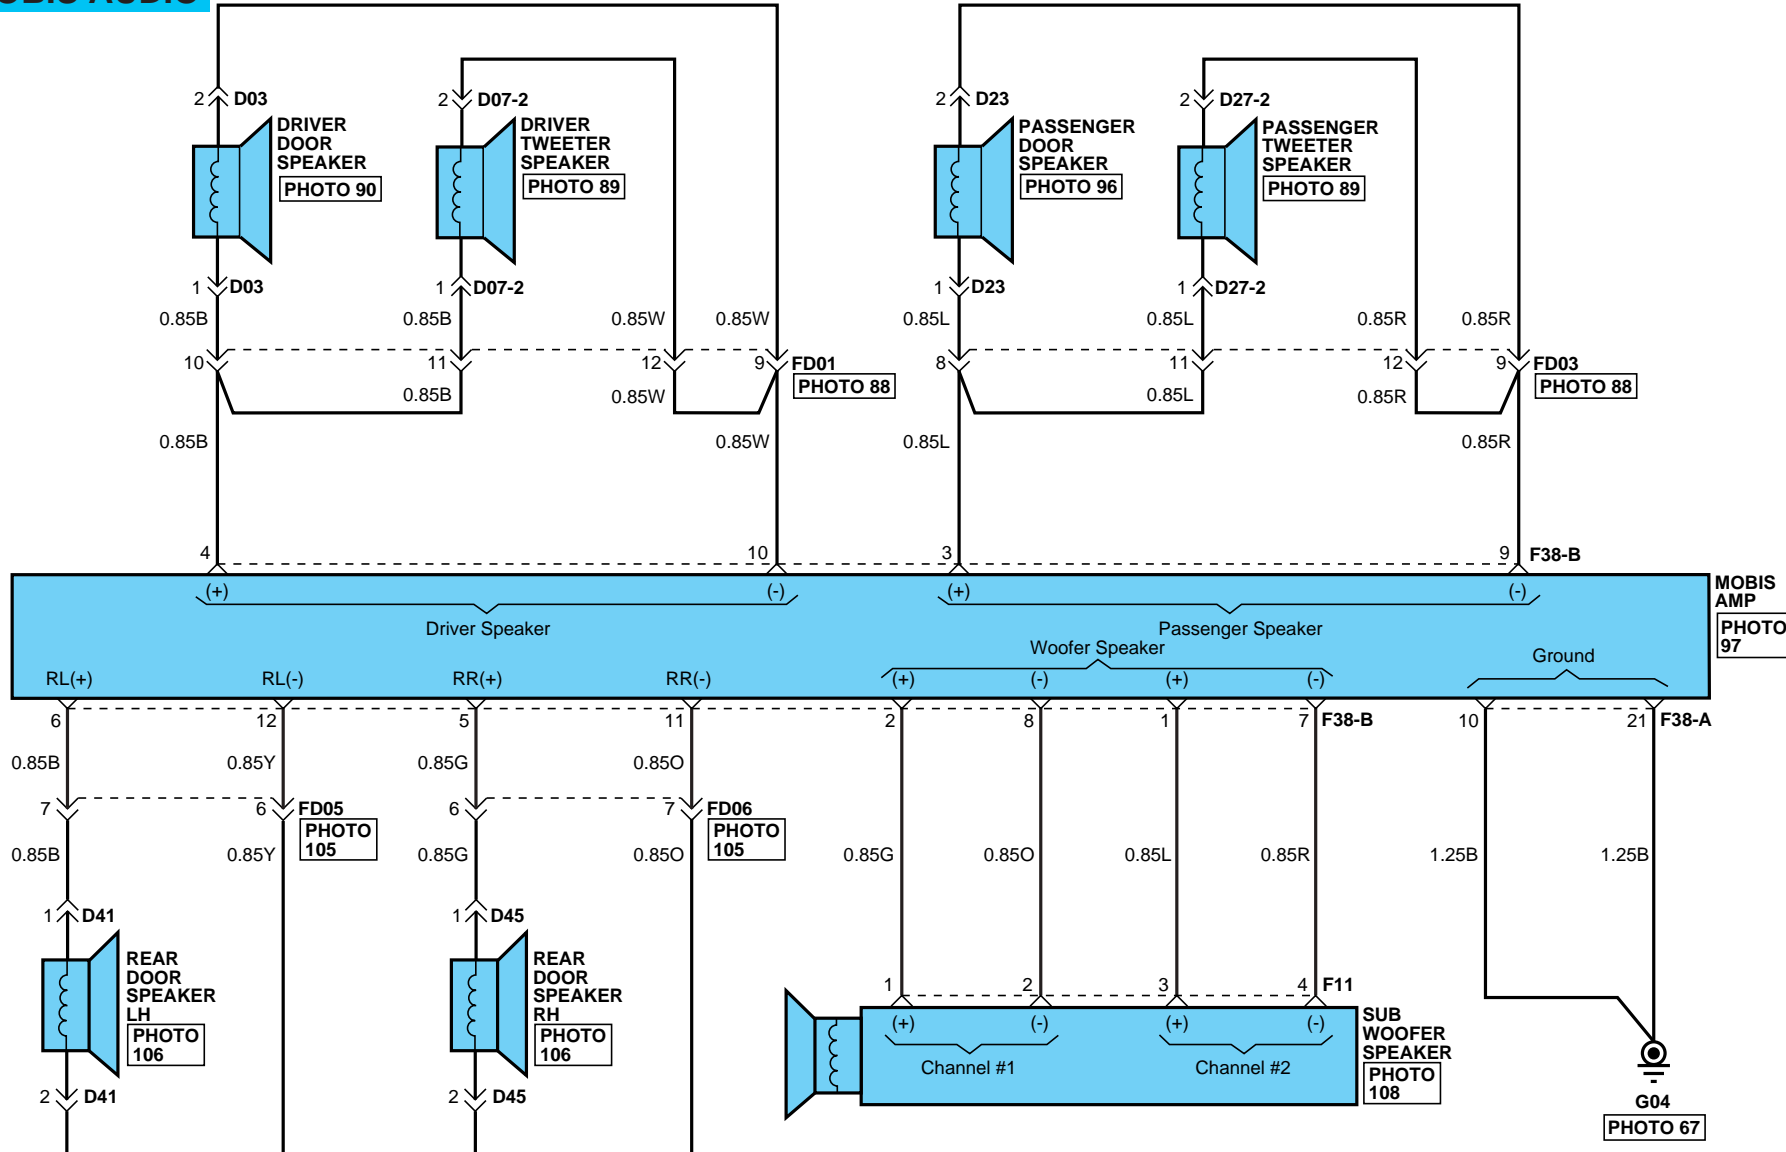 OBIS AUDIO
2 D03
DRIVER
DOOR
SPEAKER
PHOTO 90
2 D07-2
DRIVER
TWEETER
SPEAKER
PHOTO 89
2 D23
PASSENGER
DOOR
SPEAKER
PHOTO 96
2 D27-2
PASSENGER
TWEETER
SPEAKER
PHOTO 89
1 D03
1 D07-2
1 D23
1 D27-2
0.85B 0.85B 0.85W 0.85W 0.85L 0.85L 0.85R 0.85R
10 11 12 9 FD01
PHOTO 88
8 11 12 9 FD03
PHOTO 88
0.85B 0.85W 0.85L 0.85R
0.85B 0.85W 0.85L 0.85R
4 10 3 9 F38-B
(+) (-) (+) (-)
Driver Speaker
Passenger Speaker
MOBIS
AMP
PHOTO
97
Woofer Speaker
Ground
RL(+) RL(-) RR(+) RR(-) (+) (-) (+) (-)
6 12 5 11 2 8 1 7 F38-B 10 21 F38-A
0.85B 0.85Y 0.85G 0.85O
7 6 FD05
PHOTO
105
6 7 FD06
PHOTO
105
0.85B 0.85Y 0.85G 0.85O 0.85G 0.85O 0.85L 0.85R 1.25B 1.25B
1 D41
1 D45
REAR
DOOR
SPEAKER
LH
PHOTO
106
REAR
DOOR
SPEAKER
RH
PHOTO
106
1 2 3 4 F11
(+) (-) (+) (-)
Channel #1
Channel #2
SUB
WOOFER
SPEAKER
PHOTO
108
2 D41
2 D45
G04
PHOTO 67